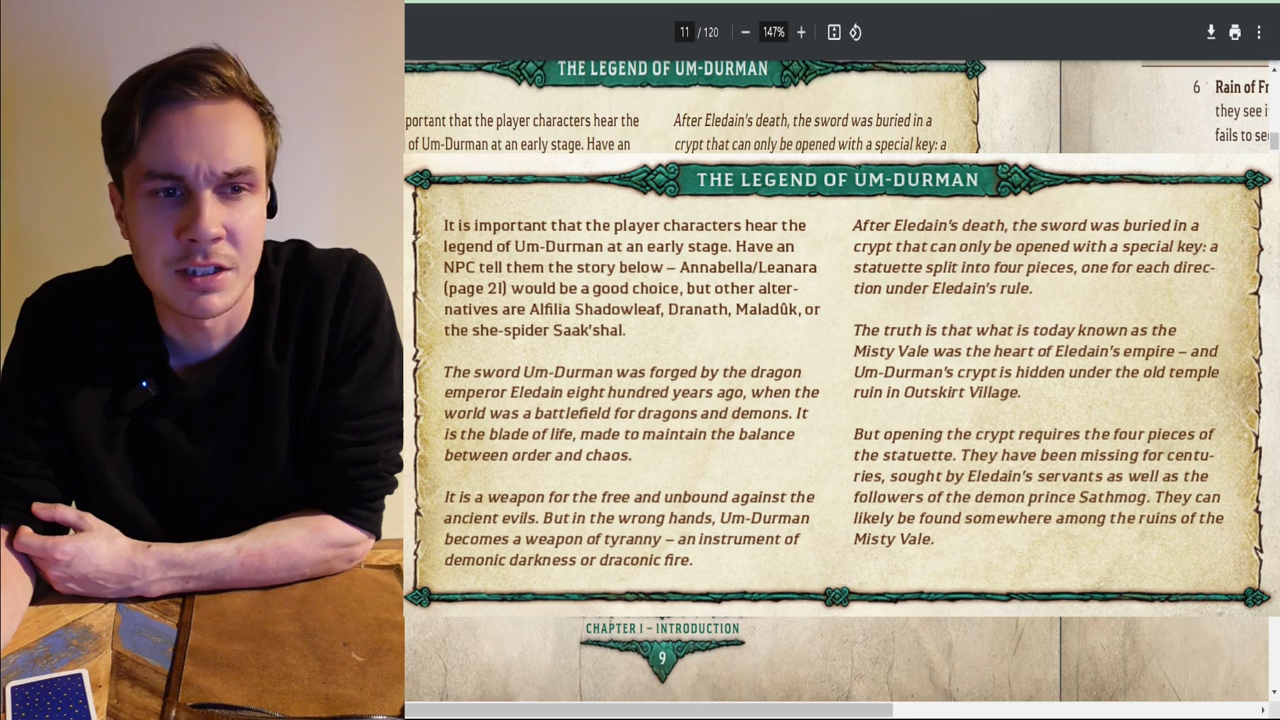 11 / 120
147%
THE LEGEND OF UM-DURMAN
portant that the player characters hear the
of Um-Durman at an early stage. Have an
After Eledain's death, the sword was buried in a
crypt that can only be opened with a special key: a
6 Rain of Fr
they see i
fails to se
THE LEGEND OF UM-DURMAN
It is important that the player characters hear the
legend of Um-Durman at an early stage. Have an
NPC tell them the story below – Annabella/Leanara
(page 21) would be a good choice, but other alter-
natives are Alfilia Shadowleaf, Dranath, Maladûk, or
the she-spider Saak'shal.
The sword Um-Durman was forged by the dragon
emperor Eledain eight hundred years ago, when the
world was a battlefield for dragons and demons. It
is the blade of life, made to maintain the balance
between order and chaos.
It is a weapon for the free and unbound against the
ancient evils. But in the wrong hands, Um-Durman
becomes a weapon of tyranny – an instrument of
demonic darkness or draconic fire.
After Eledain's death, the sword was buried in a
crypt that can only be opened with a special key: a
statuette split into four pieces, one for each direc-
tion under Eledain's rule.
The truth is that what is today known as the
Misty Vale was the heart of Eledain's empire – and
Um-Durman's crypt is hidden under the old temple
ruin in Outskirt Village.
But opening the crypt requires the four pieces of
the statuette. They have been missing for centu-
ries, sought by Eledain's servants as well as the
followers of the demon prince Sathmog. They can
likely be found somewhere among the ruins of the
Misty Vale.
CHAPTER 1 – INTRODUCTION
9